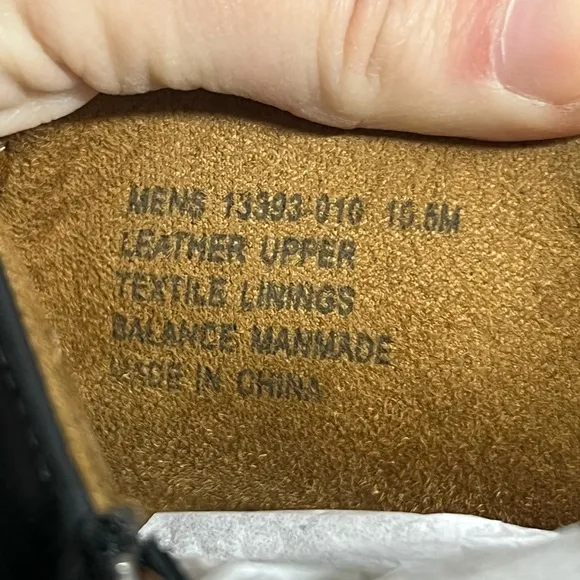 MENS 13393-010 10.5M
LEATHER UPPER
TEXTILE LININGS
BALANCE MANMADE
MADE IN CHINA